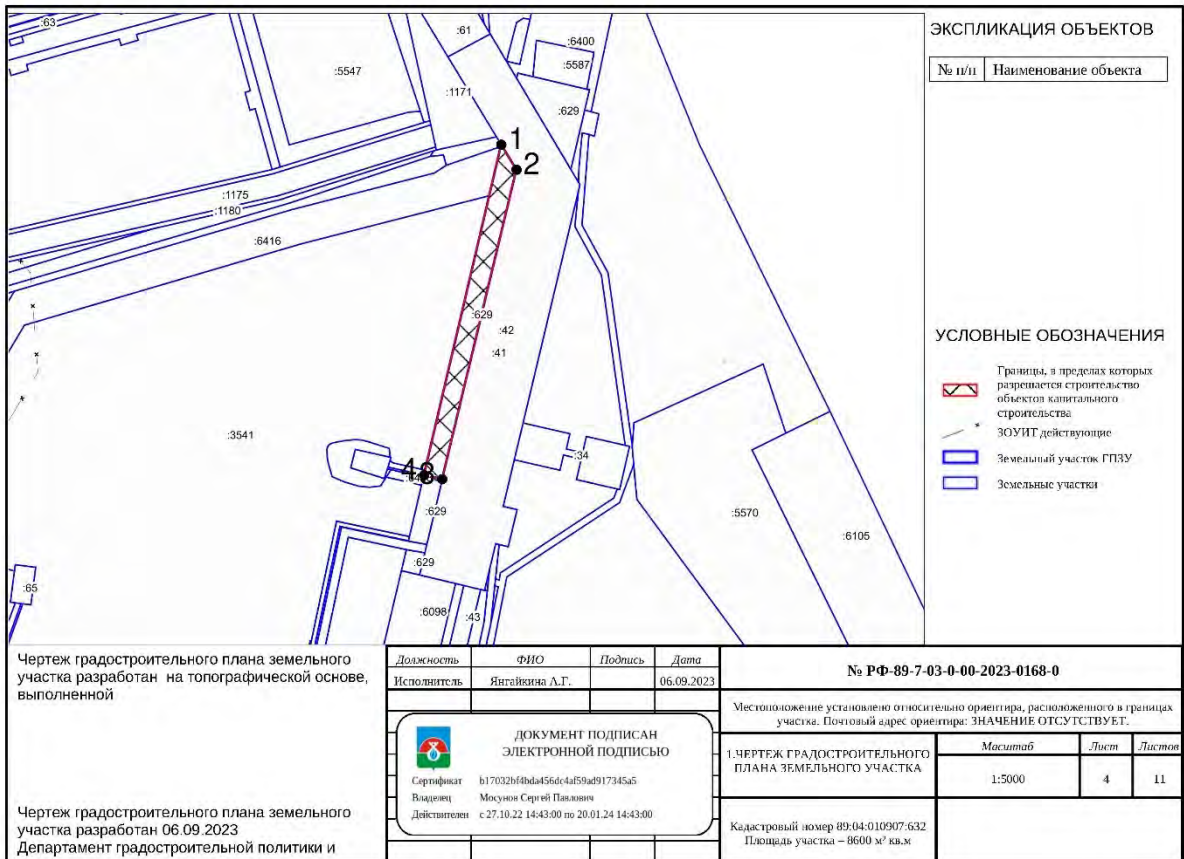 :63
:5547
:61
:6400
:5587
:1171
:629
1
2
:1175
:1180
:6416
:629
:42
:41
:3541
4
3
:34
:629
:5570
:6105
:629
:65
:6098
:43
ЭКСПЛИКАЦИЯ ОБЪЕКТОВ
№ п/п Наименование объекта
УСЛОВНЫЕ ОБОЗНАЧЕНИЯ
Границы, в пределах которых
разрешается строительство
объектов капитального
строительства
ЗОУИТ действующие
Земельный участок ГПЗУ
Земельные участки
Чертеж градостроительного плана земельного
участка разработан на топографической основе,
выполненной
Чертеж градостроительного плана земельного
участка разработан 06.09.2023
Департамент градостроительной политики и
Должность ФИО Подпись Дата
Исполнитель Янгайкина А.Г. 06.09.2023
ДОКУМЕНТ ПОДПИСАН
ЭЛЕКТРОННОЙ ПОДПИСЬЮ
Сертификат b17032bf4bda456dc4af59ad917345a5
Владелец Мосунов Сергей Павлович
Действителен с 27.10.22 14:43:00 по 20.01.24 14:43:00
№ РФ-89-7-03-0-00-2023-0168-0
Местоположение установлено относительно ориентира, расположенного в границах
участка. Почтовый адрес ориентира: ЗНАЧЕНИЕ ОТСУТСТВУЕТ.
1.ЧЕРТЕЖ ГРАДОСТРОИТЕЛЬНОГО
ПЛАНА ЗЕМЕЛЬНОГО УЧАСТКА
Масштаб Лист Листов
1:5000 4 11
Кадастровый номер 89:04:010907:632
Площадь участка – 8600 м² кв.м